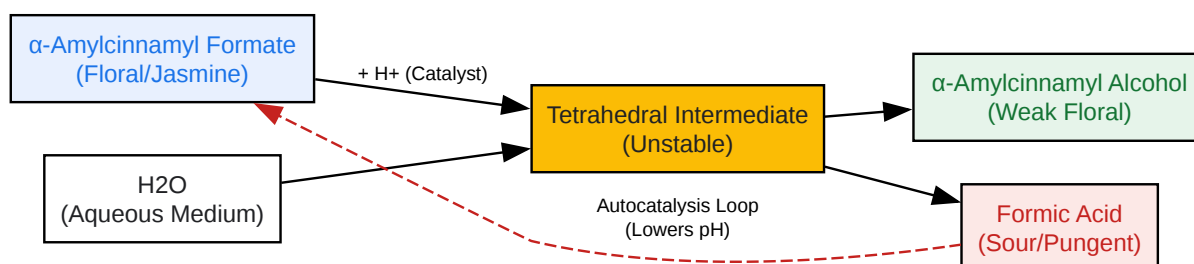 α-Amylcinnamyl Formate
(Floral/Jasmine)
+ H+ (Catalyst)
H2O
(Aqueous Medium)
Tetrahedral Intermediate
(Unstable)
Autocatalysis Loop
(Lowers pH)
α-Amylcinnamyl Alcohol
(Weak Floral)
Formic Acid
(Sour/Pungent)